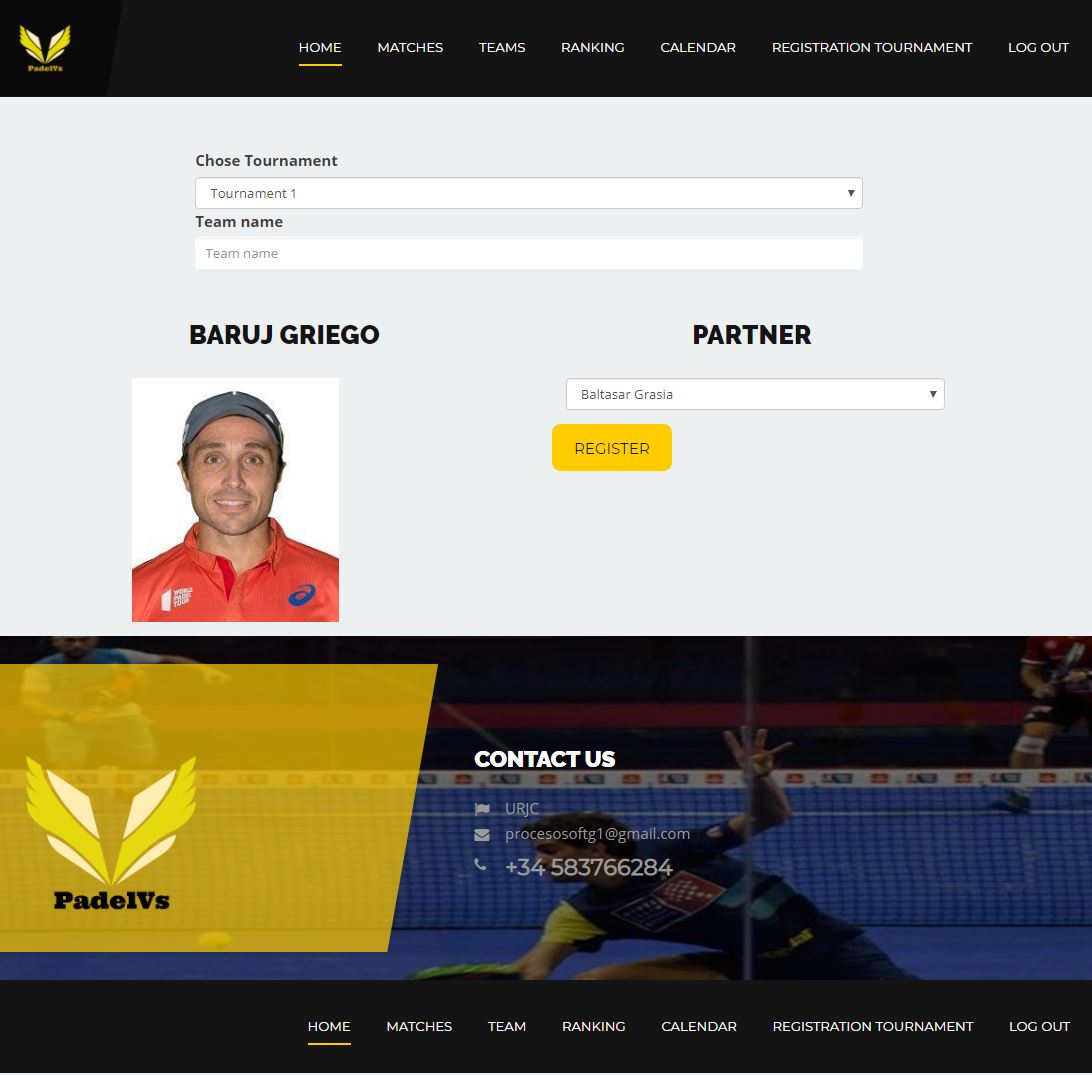 PadelVs
HOME MATCHES TEAMS RANKING CALENDAR REGISTRATION TOURNAMENT LOG OUT
Chose Tournament
Tournament 1
Team name
Team name
BARUJ GRIEGO
PARTNER
Baltasar Grasia
REGISTER
WORLD
PADEL
TOUR
CONTACT US
URJC
procesosoftg1@gmail.com
+34 583766284
PadelVs
HOME MATCHES TEAM RANKING CALENDAR REGISTRATION TOURNAMENT LOG OUT